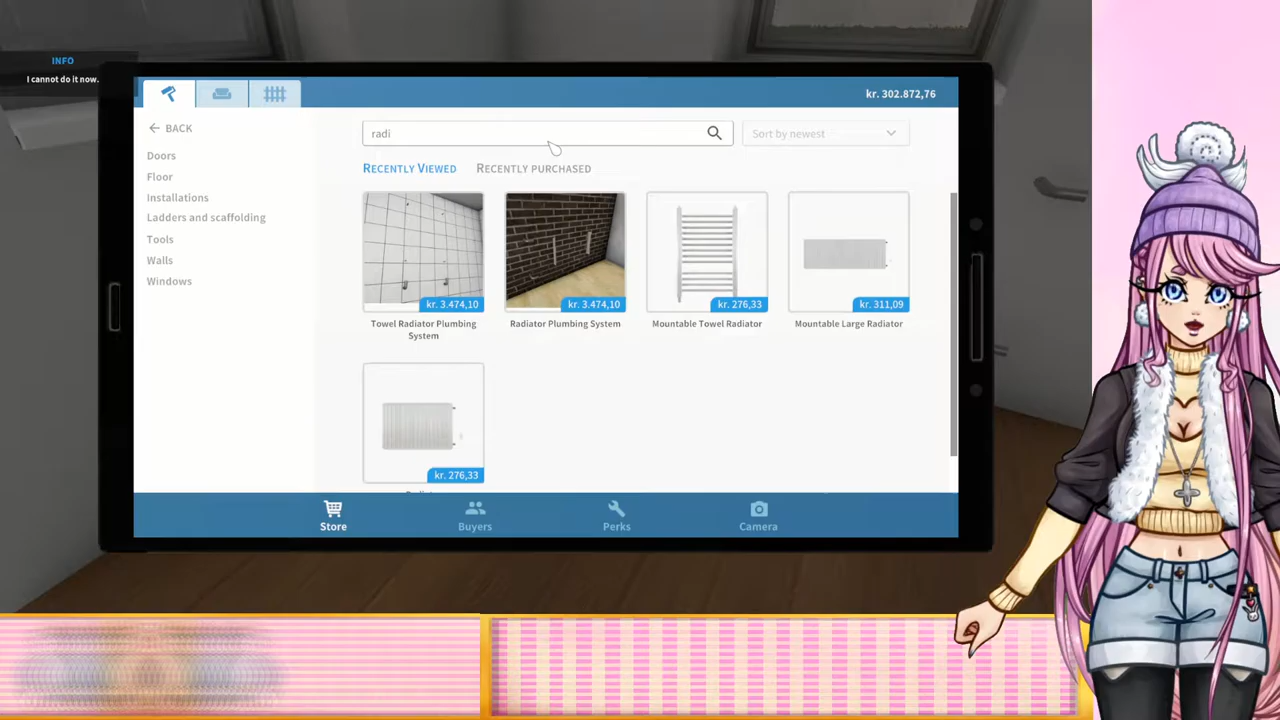 INFO
I cannot do it now.
kr. 302.872,76
BACK
radi
Sort by newest
RECENTLY VIEWED
RECENTLY PURCHASED
Doors
Floor
Installations
Ladders and scaffolding
Tools
Walls
Windows
kr. 3.474,10
kr. 3.474,10
kr. 276,33
kr. 311,09
Towel Radiator Plumbing
System
Radiator Plumbing System
Mountable Towel Radiator
Mountable Large Radiator
kr. 276,33
Store
Buyers
Perks
Camera